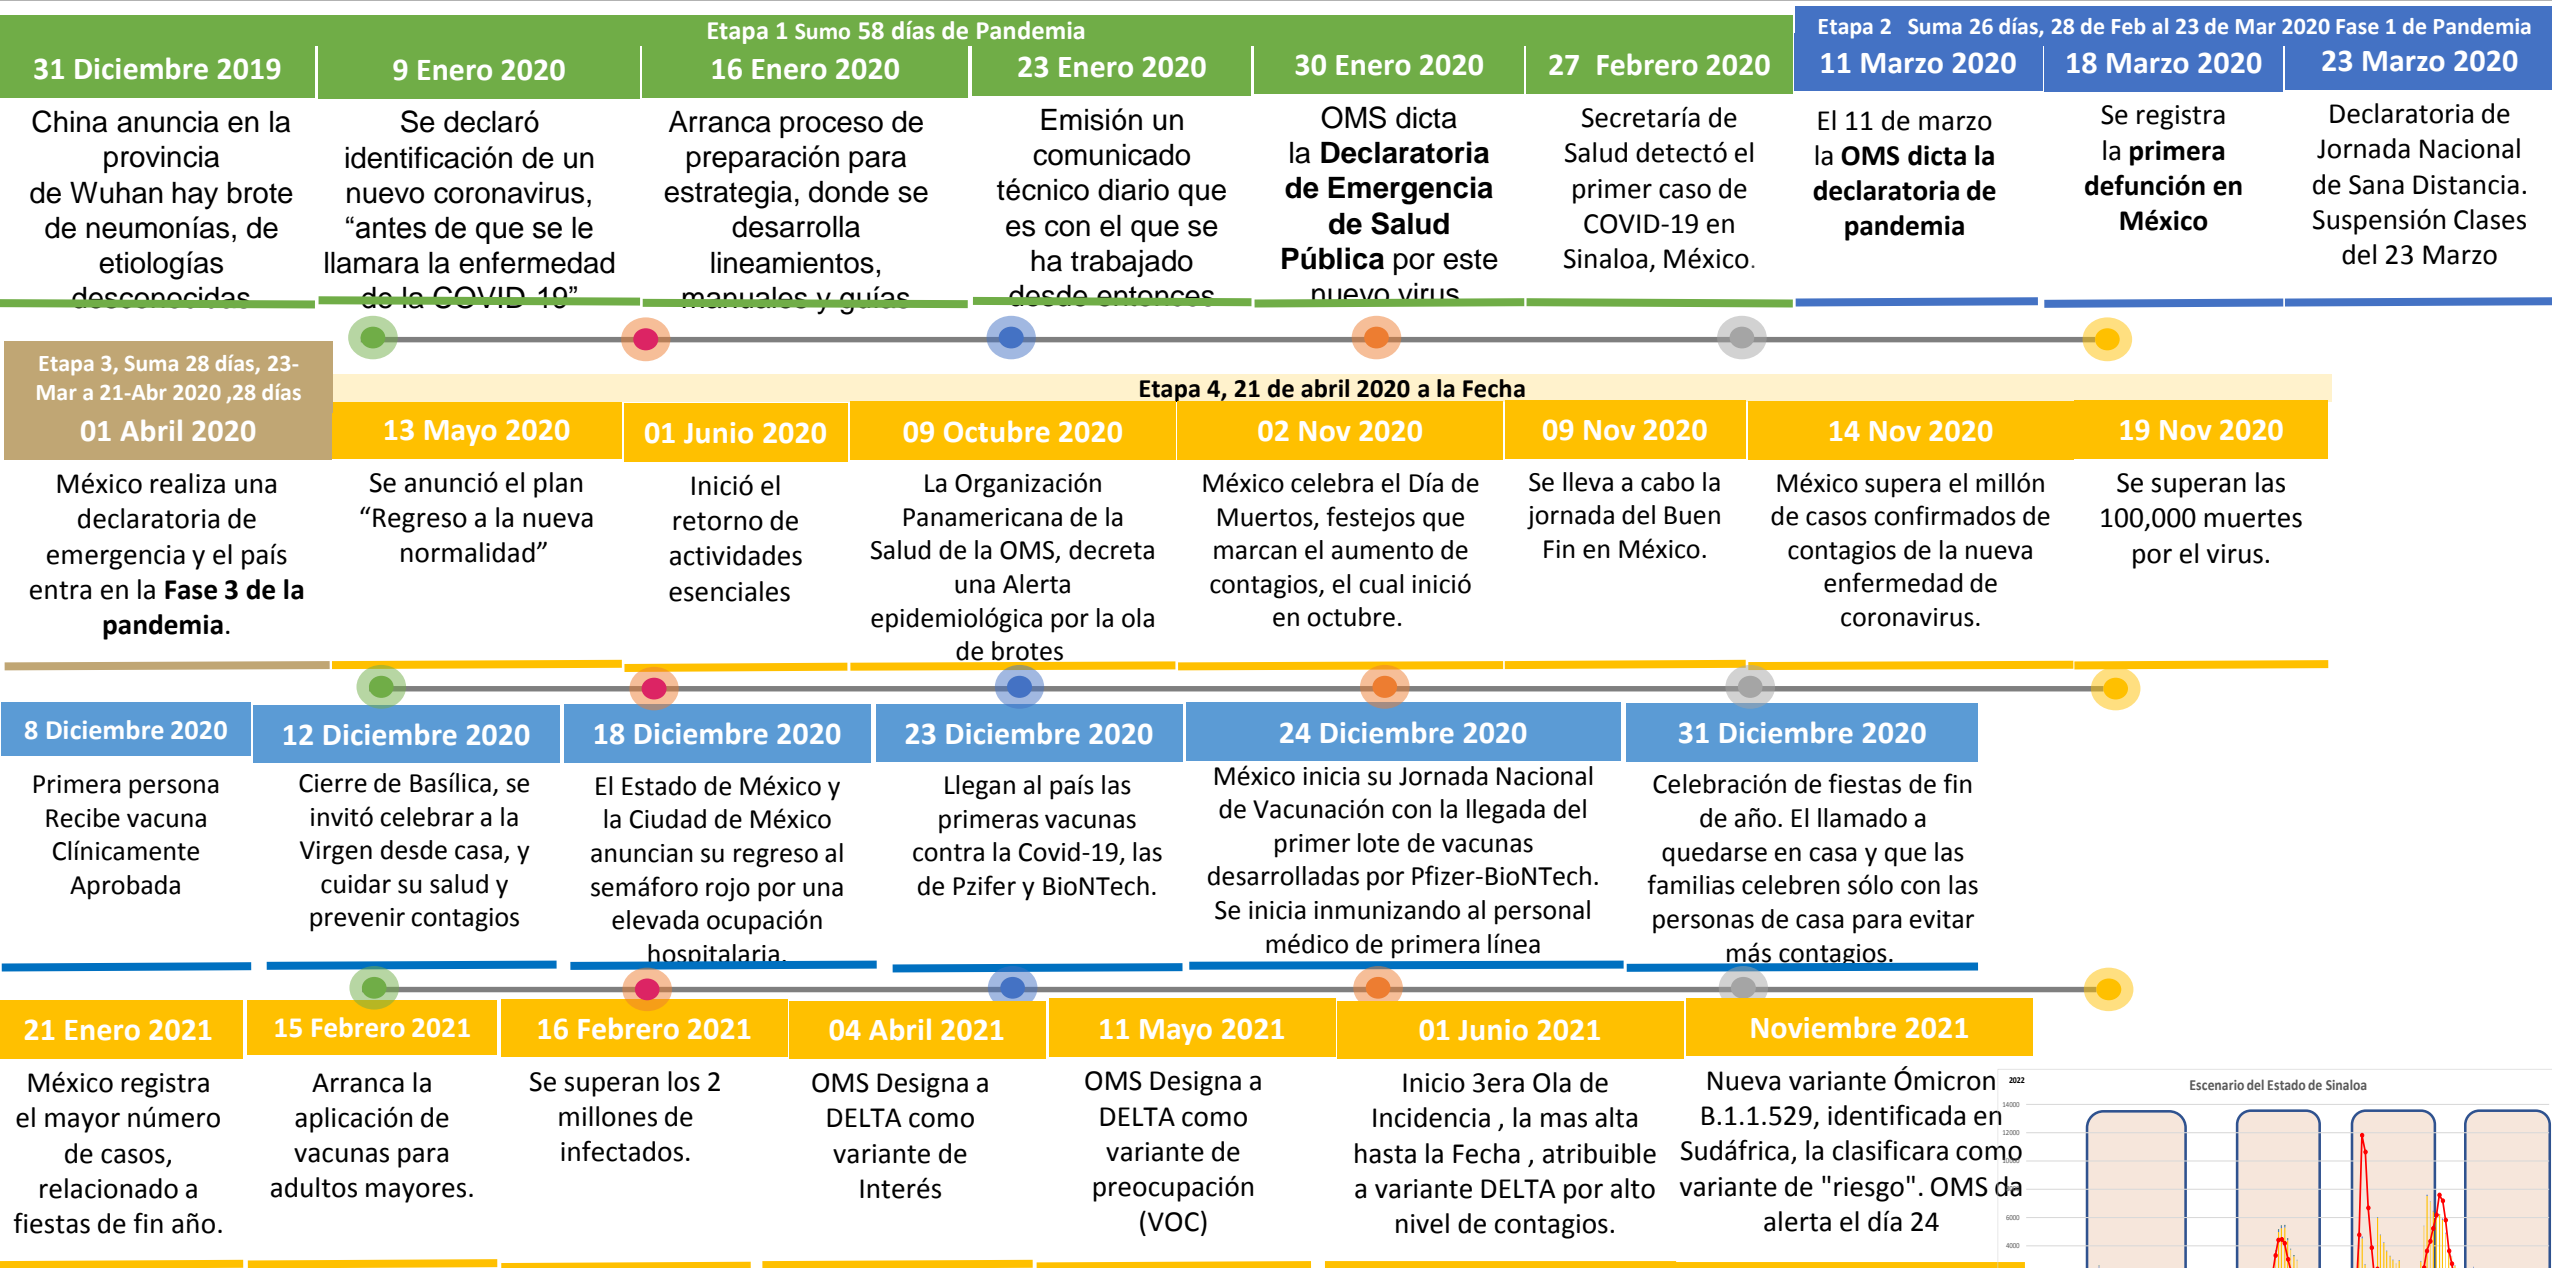 Etapa 1 Sumo 58 días de Pandemia
Etapa 2 Suma 26 días, 28 de Feb al 23 de Mar 2020 Fase 1 de Pandemia
31 Diciembre 2019
China anuncia en la
provincia
de Wuhan hay brote
de neumonías, de
etiologías
desconocidas
9 Enero 2020
Se declaró
identificación de un
nuevo coronavirus,
“antes de que se le
llamara la enfermedad
de la COVID-19”
16 Enero 2020
Arranca proceso de
preparación para
estrategia, donde se
desarrolla
lineamientos,
manuales y guías
23 Enero 2020
Emisión un
comunicado
técnico diario que
es con el que se
ha trabajado
desde entonces
30 Enero 2020
OMS dicta
la Declaratoria
de Emergencia
de Salud
Pública por este
nuevo virus
27 Febrero 2020
Secretaría de
Salud detectó el
primer caso de
COVID-19 en
Sinaloa, México.
11 Marzo 2020
El 11 de marzo
la OMS dicta la
declaratoria de
pandemia
18 Marzo 2020
Se registra
la primera
defunción en
México
23 Marzo 2020
Declaratoria de
Jornada Nacional
de Sana Distancia.
Suspensión Clases
del 23 Marzo
Etapa 3, Suma 28 días, 23-
Mar a 21-Abr 2020 ,28 días
01 Abril 2020
México realiza una
declaratoria de
emergencia y el país
entra en la Fase 3 de la
pandemia.
Etapa 4, 21 de abril 2020 a la Fecha
13 Mayo 2020
Se anunció el plan
“Regreso a la nueva
normalidad”
01 Junio 2020
Inició el
retorno de
actividades
esenciales
09 Octubre 2020
La Organización
Panamericana de la
Salud de la OMS, decreta
una Alerta
epidemiológica por la ola
de brotes
02 Nov 2020
México celebra el Día de
Muertos, festejos que
marcan el aumento de
contagios, el cual inició
en octubre.
09 Nov 2020
Se lleva a cabo la
jornada del Buen
Fin en México.
14 Nov 2020
México supera el millón
de casos confirmados de
contagios de la nueva
enfermedad de
coronavirus.
19 Nov 2020
Se superan las
100,000 muertes
por el virus.
8 Diciembre 2020
Primera persona
Recibe vacuna
Clínicamente
Aprobada
12 Diciembre 2020
Cierre de Basílica, se
invitó celebrar a la
Virgen desde casa, y
cuidar su salud y
prevenir contagios
18 Diciembre 2020
El Estado de México y
la Ciudad de México
anuncian su regreso al
semáforo rojo por una
elevada ocupación
hospitalaria.
23 Diciembre 2020
Llegan al país las
primeras vacunas
contra la Covid-19, las
de Pzifer y BioNTech.
24 Diciembre 2020
México inicia su Jornada Nacional
de Vacunación con la llegada del
primer lote de vacunas
desarrolladas por Pfizer-BioNTech.
Se inicia inmunizando al personal
médico de primera línea
31 Diciembre 2020
Celebración de fiestas de fin
de año. El llamado a
quedarse en casa y que las
familias celebren sólo con las
personas de casa para evitar
más contagios.
21 Enero 2021
México registra
el mayor número
de casos,
relacionado a
fiestas de fin año.
15 Febrero 2021
Arranca la
aplicación de
vacunas para
adultos mayores.
16 Febrero 2021
Se superan los 2
millones de
infectados.
04 Abril 2021
OMS Designa a
DELTA como
variante de
Interés
11 Mayo 2021
OMS Designa a
DELTA como
variante de
preocupación
(VOC)
01 Junio 2021
Inicio 3era Ola de
Incidencia , la mas alta
hasta la Fecha , atribuible
a variante DELTA por alto
nivel de contagios.
Noviembre 2021
Nueva variante Ómicron
B.1.1.529, identificada en
Sudáfrica, la clasificara como
variante de "riesgo". OMS da
alerta el día 24
2022
Escenario del Estado de Sinaloa
14000
12000
10000
6000
4000